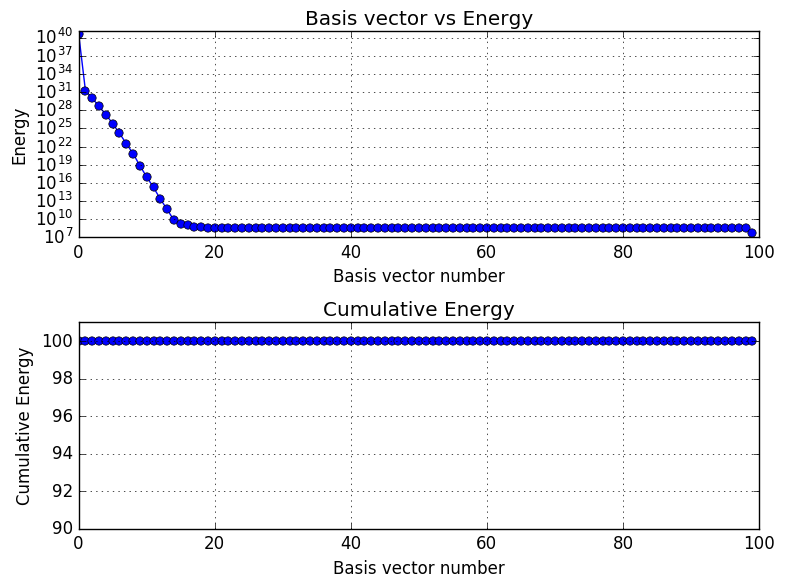 Basis vector vs Energy
10^40
10^37
10^34
10^31
10^28
10^25
10^22
10^19
10^16
10^13
10^10
10^7
Energy
0 20 40 60 80 100
Basis vector number
Cumulative Energy
100
98
96
94
92
90
Cumulative Energy
0 20 40 60 80 100
Basis vector number